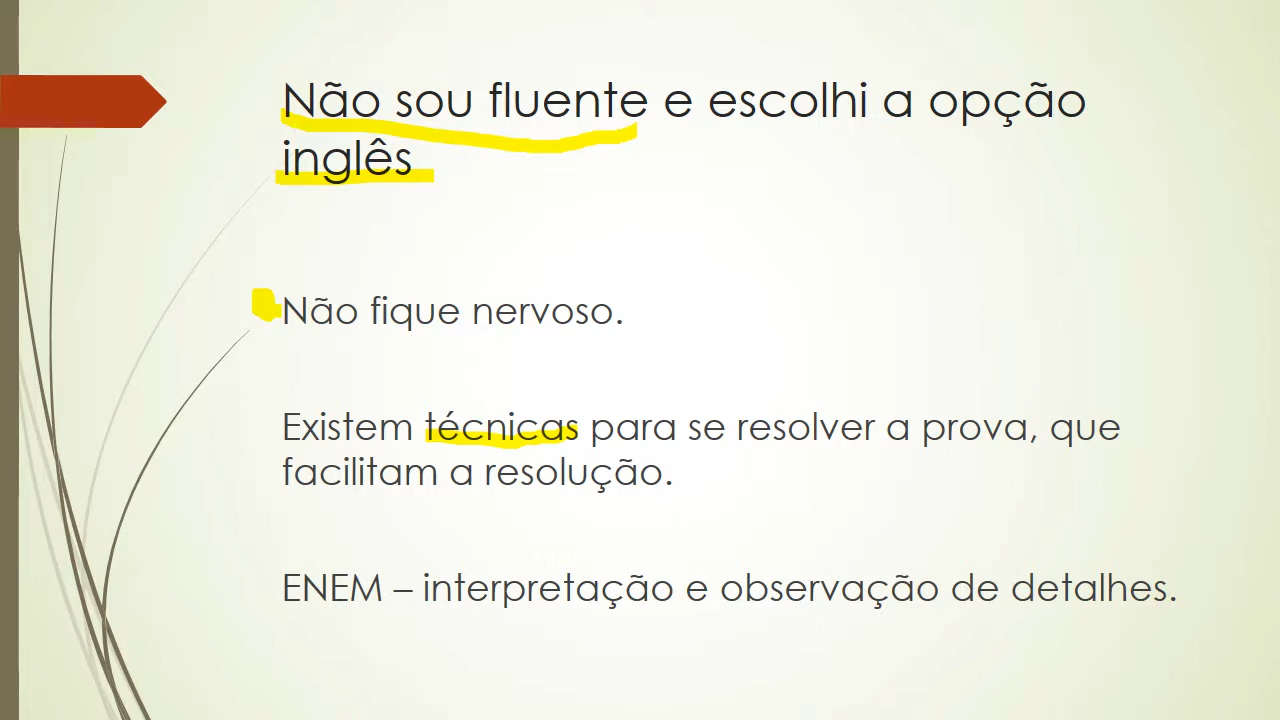 Não sou fluente e escolhi a opção
inglês
Não fique nervoso.
Existem técnicas para se resolver a prova, que
facilitam a resolução.
ENEM – interpretação e observação de detalhes.